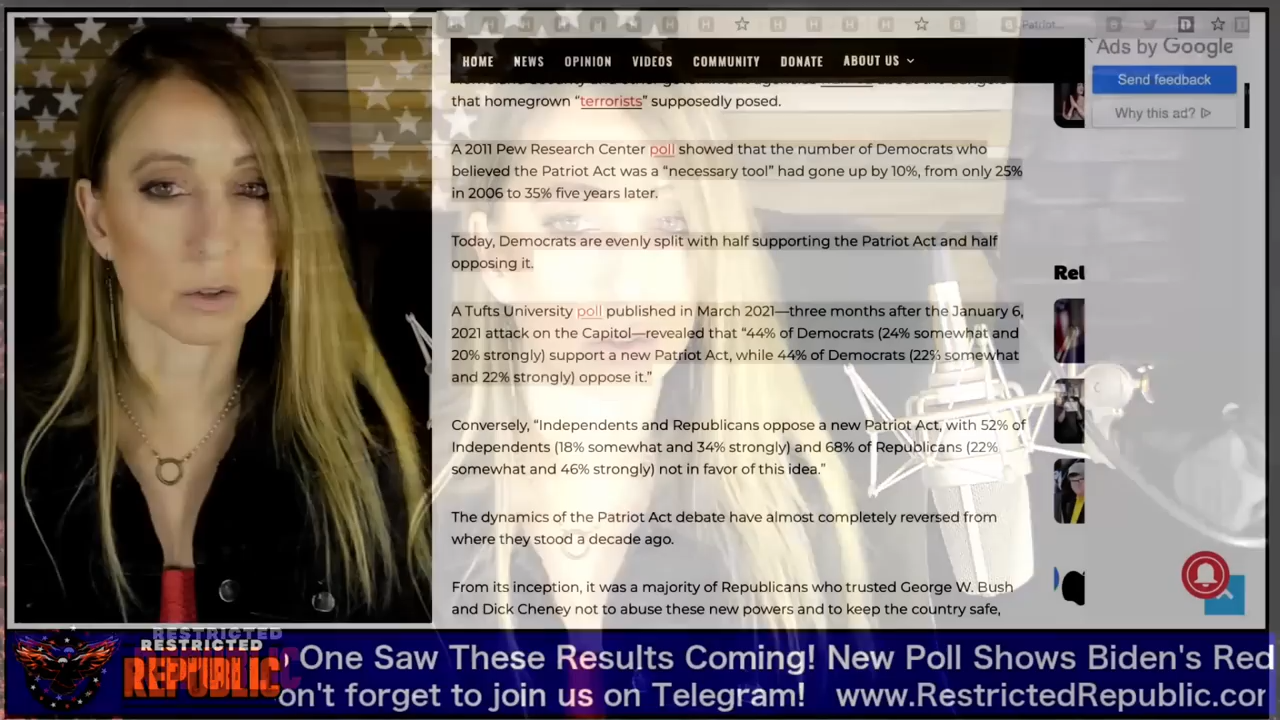 Patriot...
HOME NEWS OPINION VIDEOS COMMUNITY DONATE ABOUT US
Ads by Google
Send feedback
Why this ad?
that homegrown “terrorists” supposedly posed.
A 2011 Pew Research Center poll showed that the number of Democrats who
believed the Patriot Act was a “necessary tool” had gone up by 10%, from only 25%
in 2006 to 35% five years later.
Today, Democrats are evenly split with half supporting the Patriot Act and half
opposing it.
Rel
A Tufts University poll published in March 2021—three months after the January 6,
2021 attack on the Capitol—revealed that “44% of Democrats (24% somewhat and
20% strongly) support a new Patriot Act, while 44% of Democrats (22% somewhat
and 22% strongly) oppose it.”
Conversely, “Independents and Republicans oppose a new Patriot Act, with 52% of
Independents (18% somewhat and 34% strongly) and 68% of Republicans (22%
somewhat and 46% strongly) not in favor of this idea.”
The dynamics of the Patriot Act debate have almost completely reversed from
where they stood a decade ago.
From its inception, it was a majority of Republicans who trusted George W. Bush
and Dick Cheney not to abuse these new powers and to keep the country safe,
RESTRICTED
RESTRICTED
REPUBLIC
One Saw These Results Coming! New Poll Shows Biden's Red
on't forget to join us on Telegram! www.RestrictedRepublic.cor